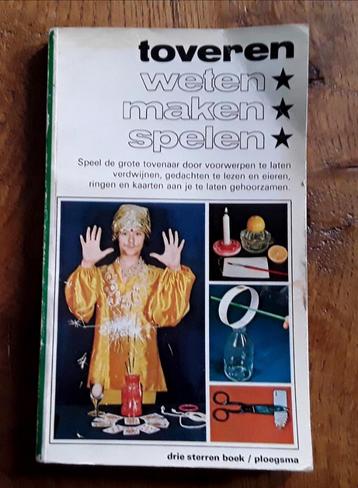 toveren
weten ★
maken ★
spelen ★
Speel de grote tovenaar door voorwerpen te laten
verdwijnen, gedachten te lezen en eieren,
ringen en kaarten aan je te laten gehoorzamen.
drie sterren boek / ploegsma